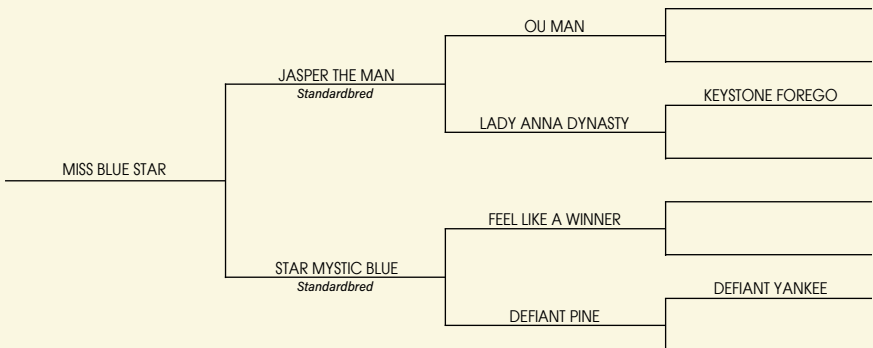 OU MAN
JASPER THE MAN
Standardbred
KEYSTONE FOREGO
LADY ANNA DYNASTY
MISS BLUE STAR
FEEL LIKE A WINNER
STAR MYSTIC BLUE
Standardbred
DEFIANT YANKEE
DEFIANT PINE